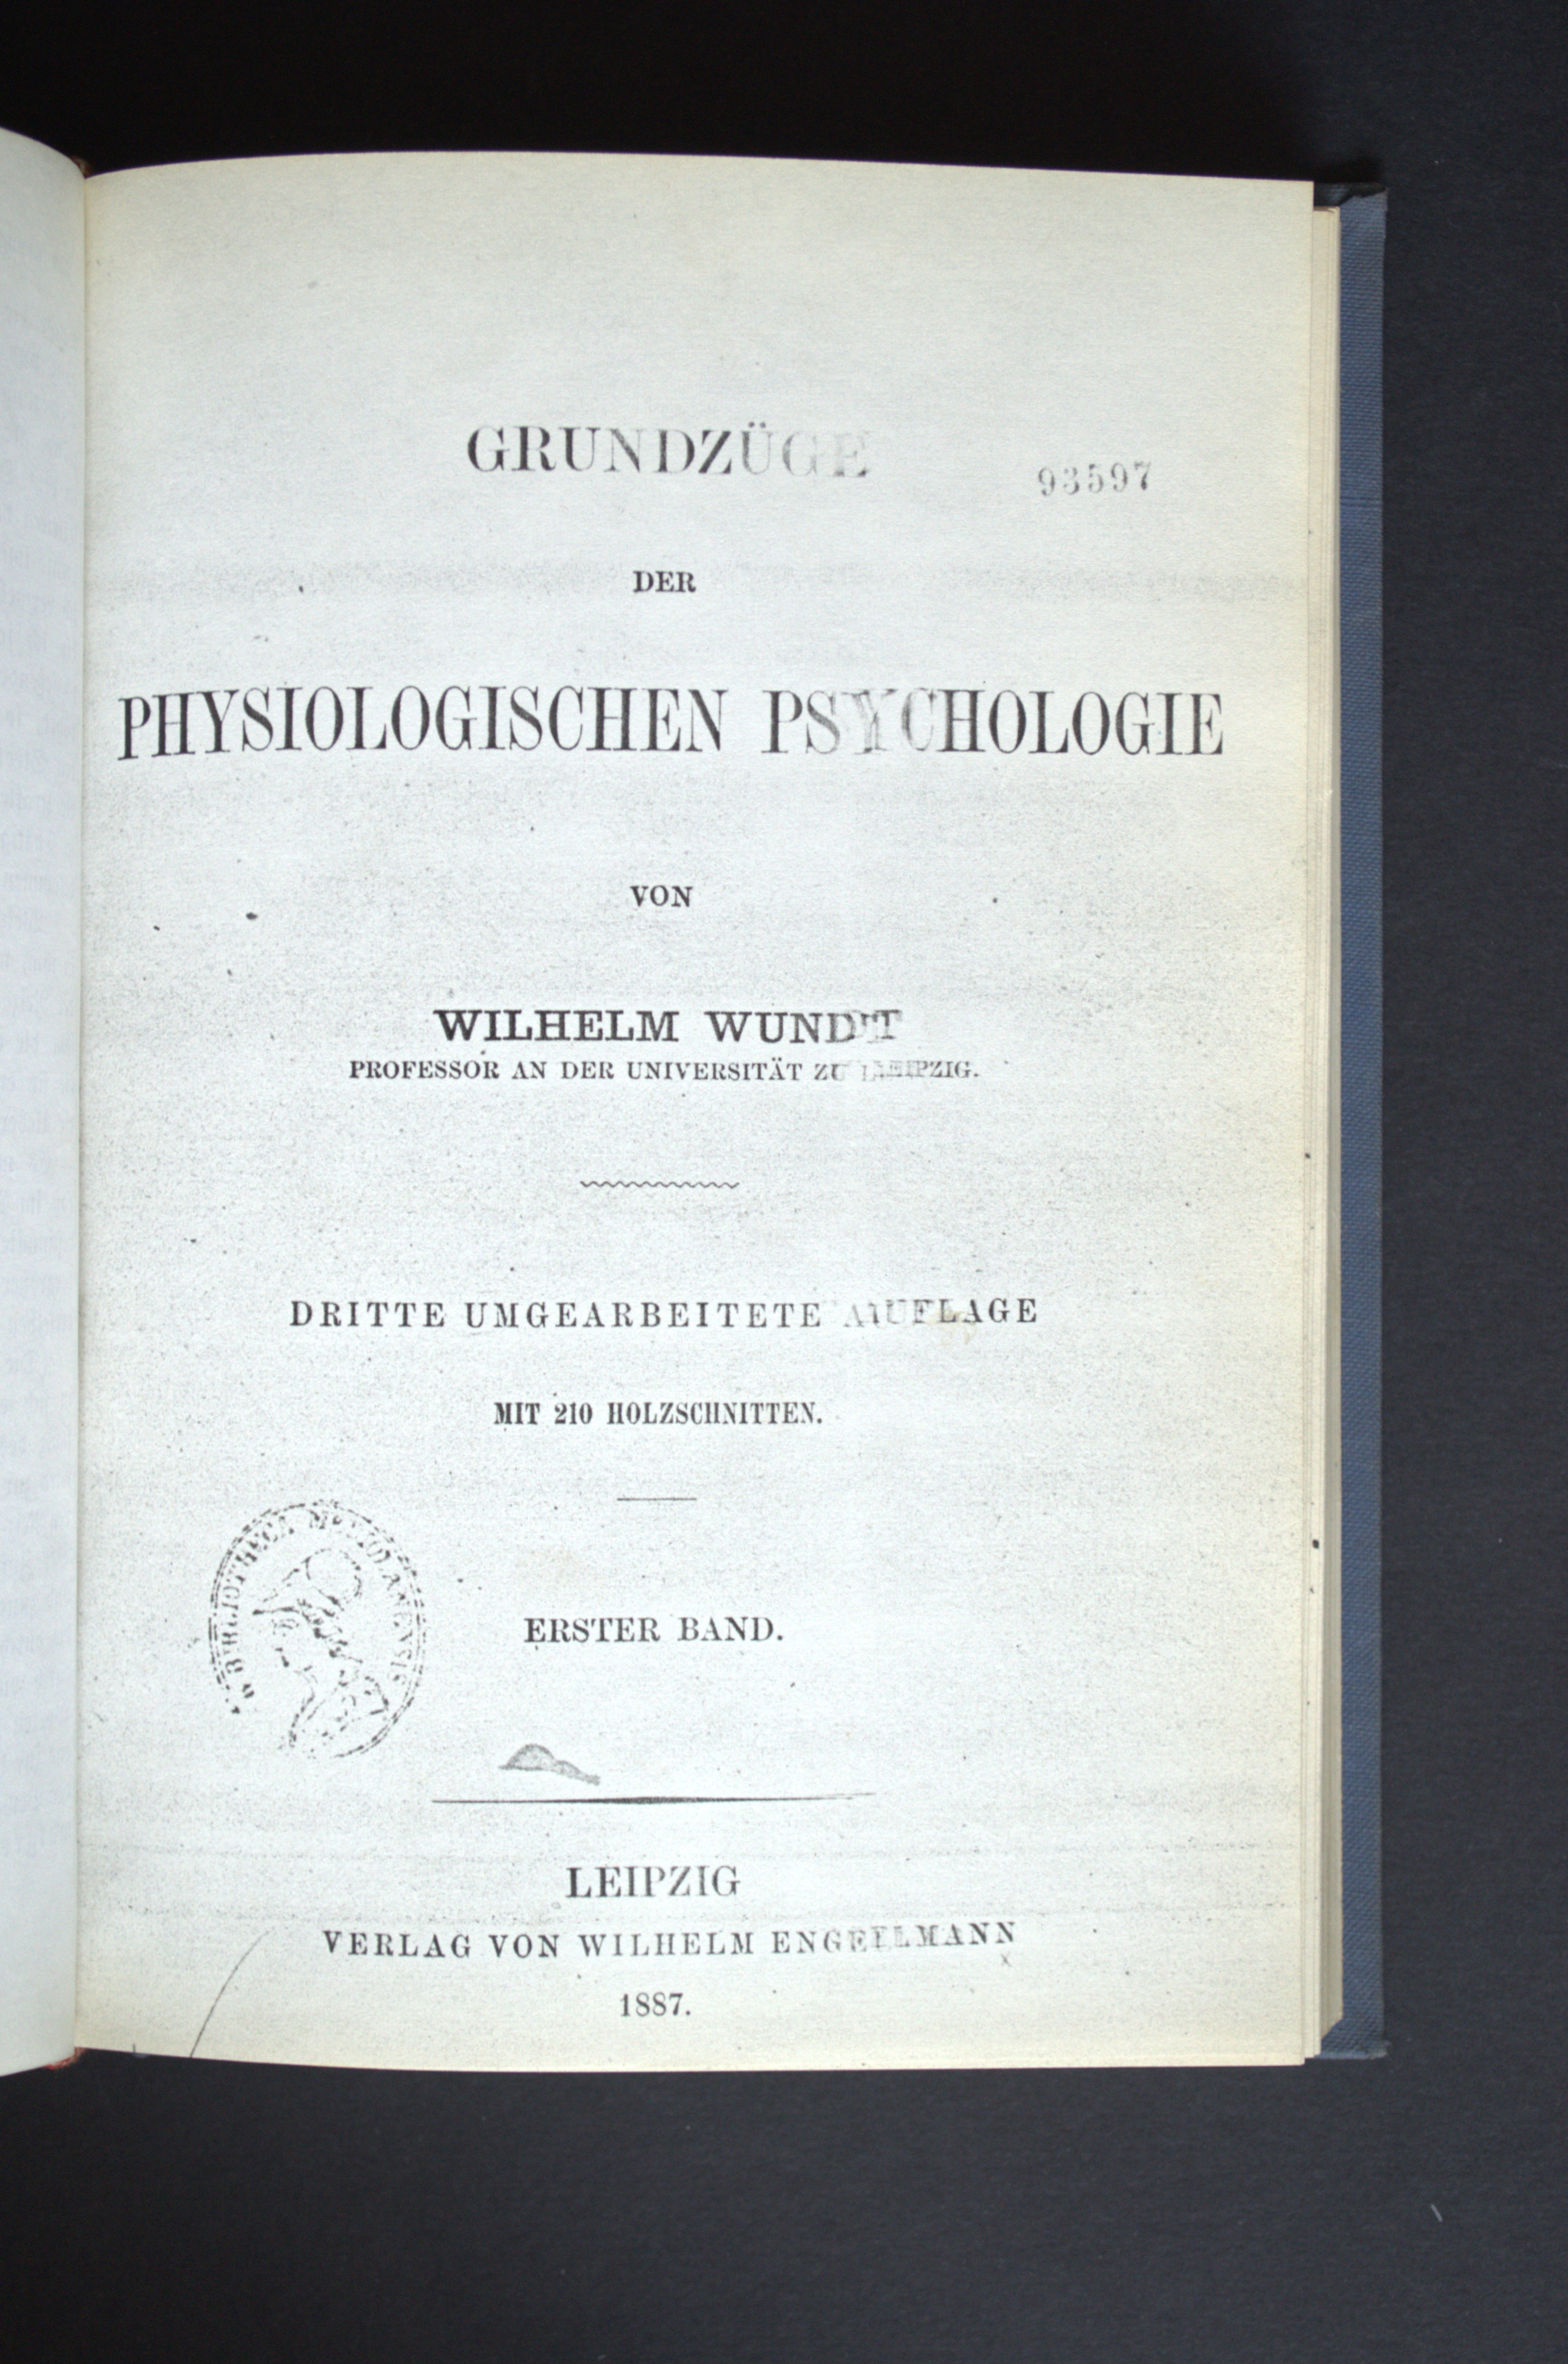 GRUNDZÜGE
93597
DER
PHYSIOLOGISCHEN PSYCHOLOGIE
VON
WILHELM WUNDT
PROFESSOR AN DER UNIVERSITÄT ZU LEIPZIG.
DRITTE UMGEARBEITETE AUFLAGE
MIT 210 HOLZSCHNITTEN.
BIBLIOTHECA
ERSTER BAND.
LEIPZIG
VERLAG VON WILHELM ENGELMANN
1887.